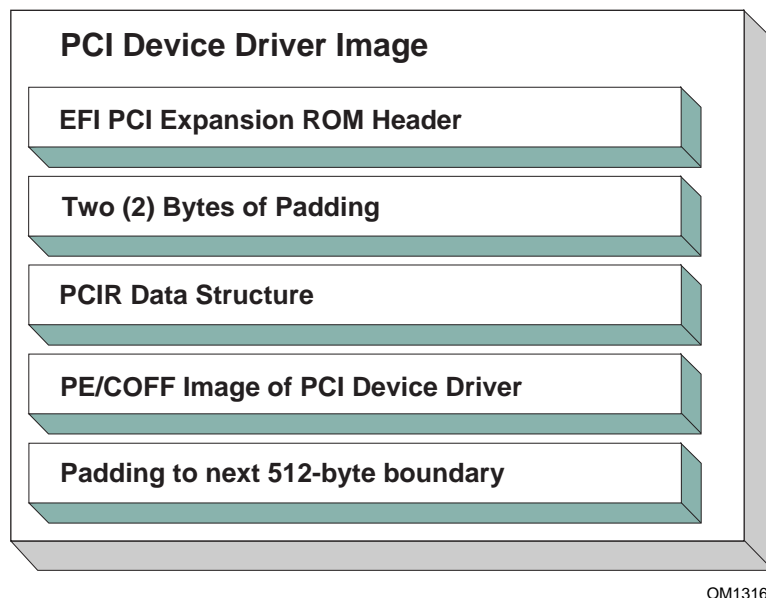 PCI Device Driver Image
EFI PCI Expansion ROM Header
Two (2) Bytes of Padding
PCIR Data Structure
PE/COFF Image of PCI Device Driver
Padding to next 512-byte boundary
OM13160